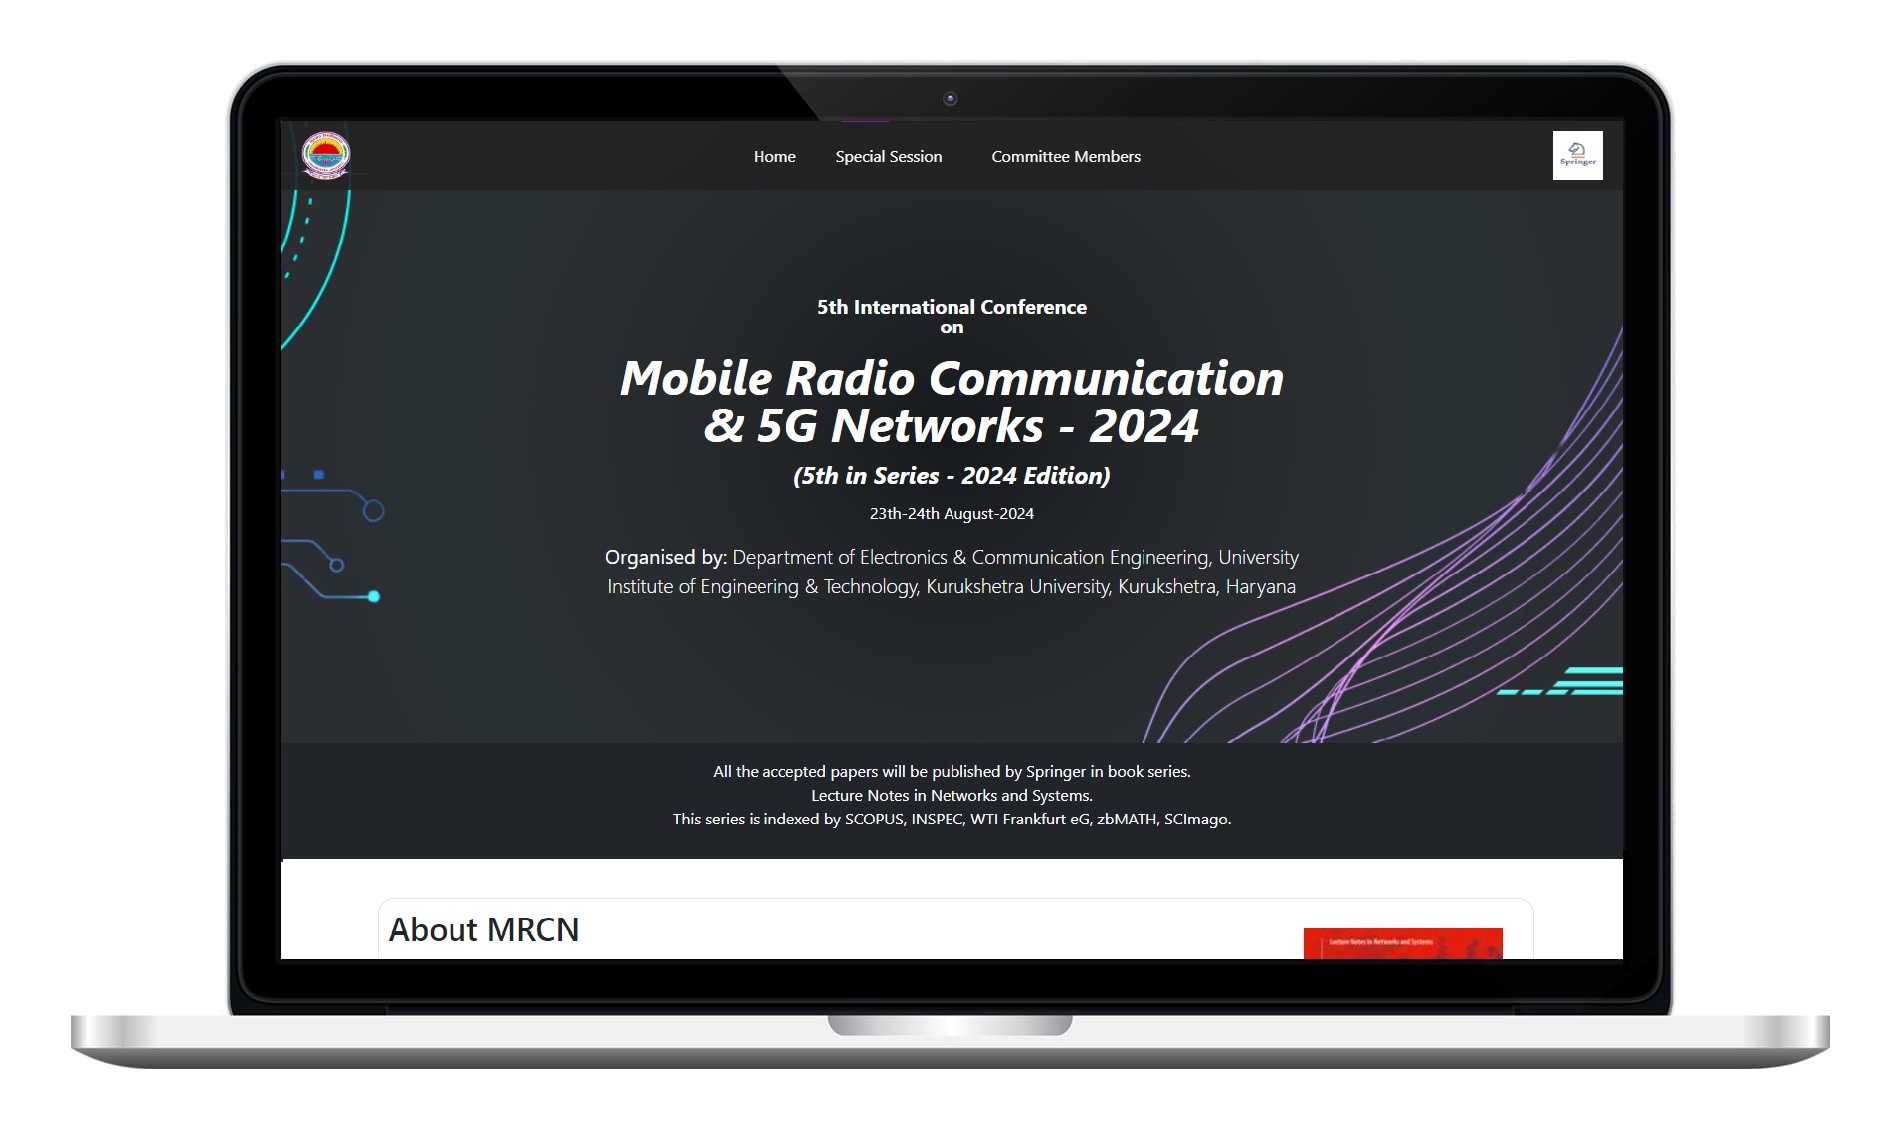 Home Special Session Committee Members
Springer
5th International Conference
on
Mobile Radio Communication
& 5G Networks - 2024
(5th in Series - 2024 Edition)
23th-24th August-2024
Organised by: Department of Electronics & Communication Engineering, University
Institute of Engineering & Technology, Kurukshetra University, Kurukshetra, Haryana
All the accepted papers will be published by Springer in book series.
Lecture Notes in Networks and Systems.
This series is indexed by SCOPUS, INSPEC, WTI Frankfurt eG, zbMATH, SCImago.
About MRCN
Lecture Notes in Networks and Systems